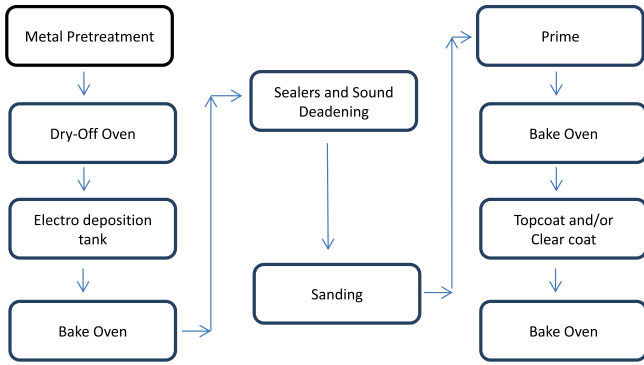 Metal Pretreatment
Dry-Off Oven
Electro deposition
tank
Bake Oven
Sealers and Sound
Deadening
Sanding
Prime
Bake Oven
Topcoat and/or
Clear coat
Bake Oven